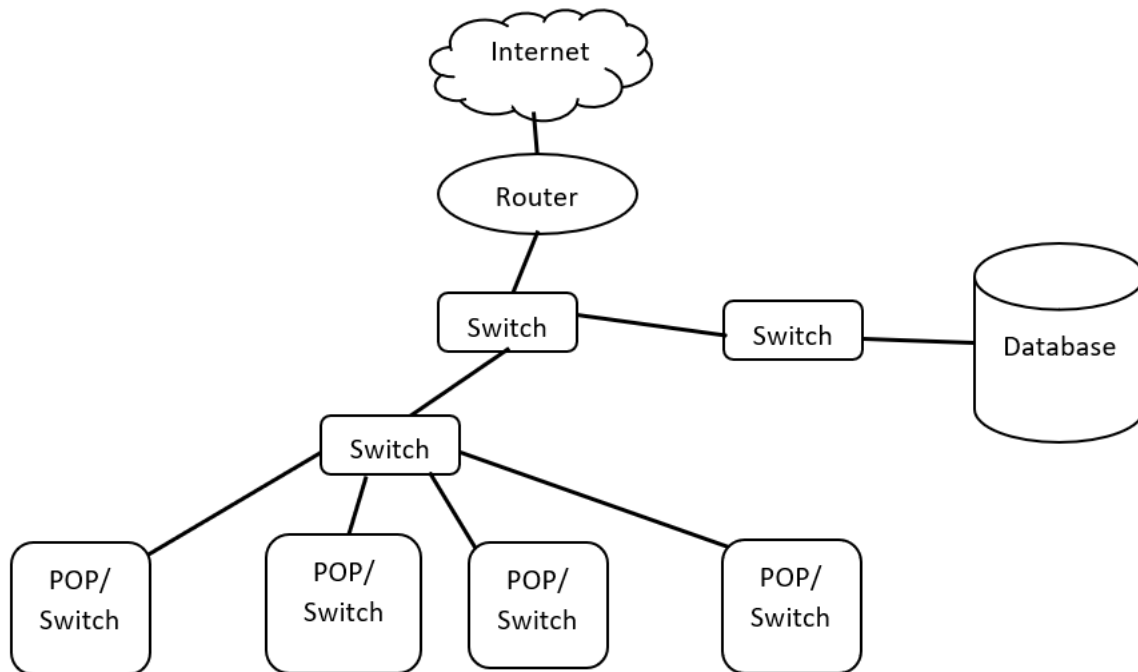 Internet
Router
Switch
Switch
Database
Switch
POP/
Switch
POP/
Switch
POP/
Switch
POP/
Switch